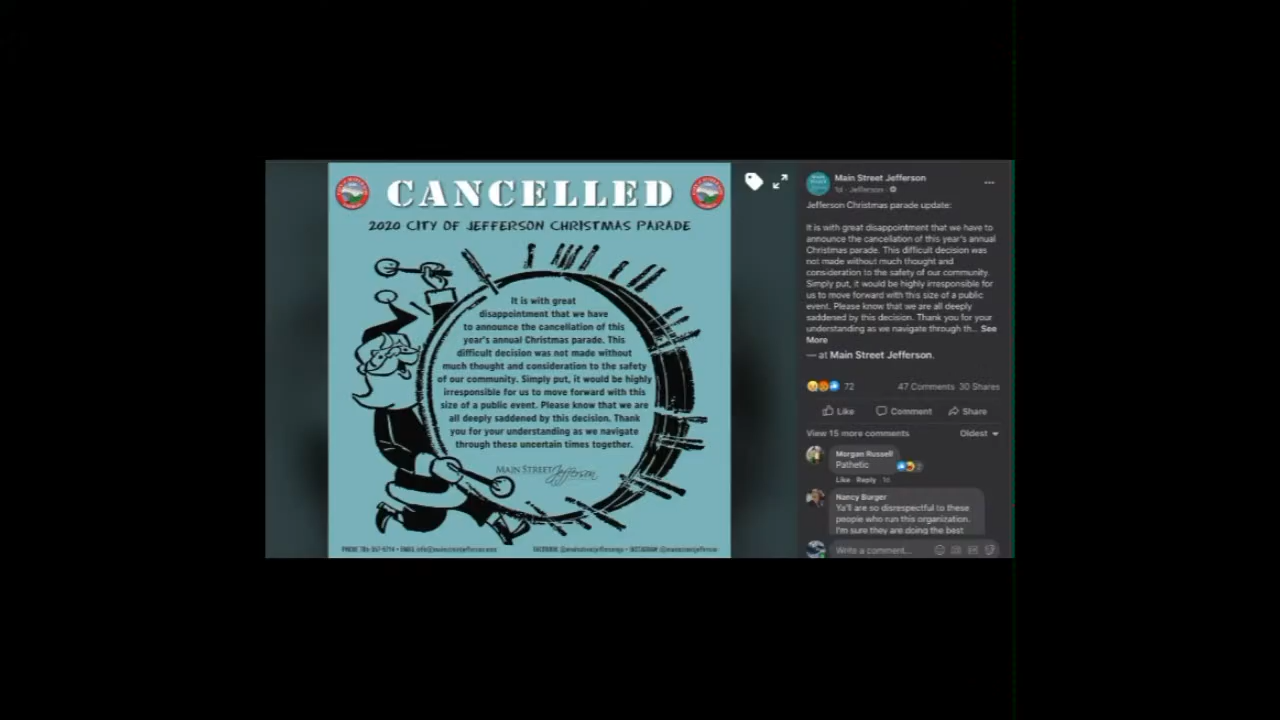 CANCELLED
2020 CITY OF JEFFERSON CHRISTMAS PARADE
It is with great
disappointment that we have
to announce the cancellation of this
year's annual Christmas parade. This
difficult decision was not made without
much thought and consideration to the safety
of our community. Simply put, it would be highly
irresponsible for us to move forward with this
size of a public event. Please know that we are
all deeply saddened by this decision. Thank
you for your understanding as we navigate
through these uncertain times together.
MAIN STREET Jefferson
Main Street Jefferson
1d · Jefferson ·
Jefferson Christmas parade update:
It is with great disappointment that we have to
announce the cancellation of this year's annual
Christmas parade. This difficult decision was
not made without much thought and
consideration to the safety of our community.
Simply put, it would be highly irresponsible for
us to move forward with this size of a public
event. Please know that we are all deeply
saddened by this decision. Thank you for your
understanding as we navigate through th... See
More
— at Main Street Jefferson.
72 47 Comments 30 Shares
Like Comment Share
View 15 more comments Oldest
Morgan Russell
Pathetic
Like Reply 1d
Nancy Burger
Ya'll are so disrespectful to these
people who run this organization.
I'm sure they are doing the best
Write a comment...